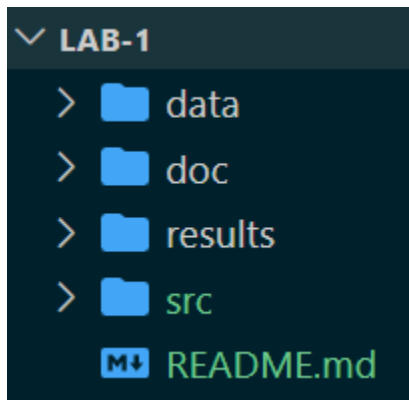 LAB-1
data
doc
results
src
M↓ README.md